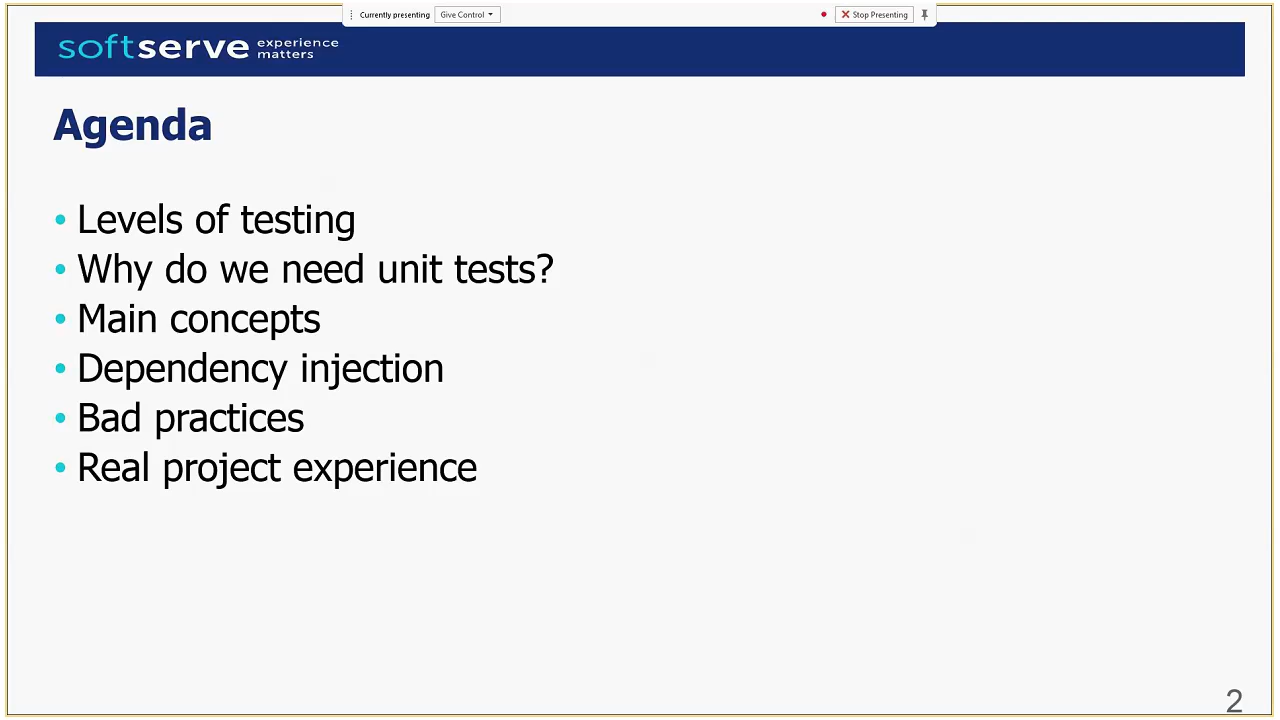 Currently presenting Give Control Stop Presenting
softserve experience matters
Agenda
• Levels of testing
• Why do we need unit tests?
• Main concepts
• Dependency injection
• Bad practices
• Real project experience
2